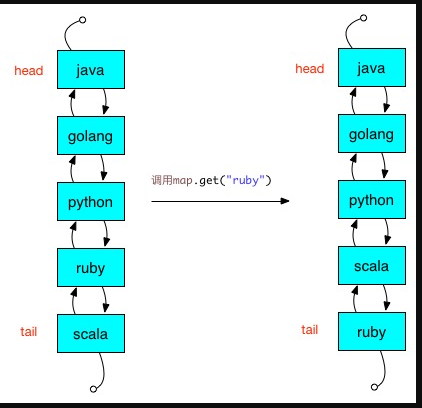 head
java
golang
python
ruby
tail
scala
调用map.get("ruby")
head
java
golang
python
scala
tail
ruby